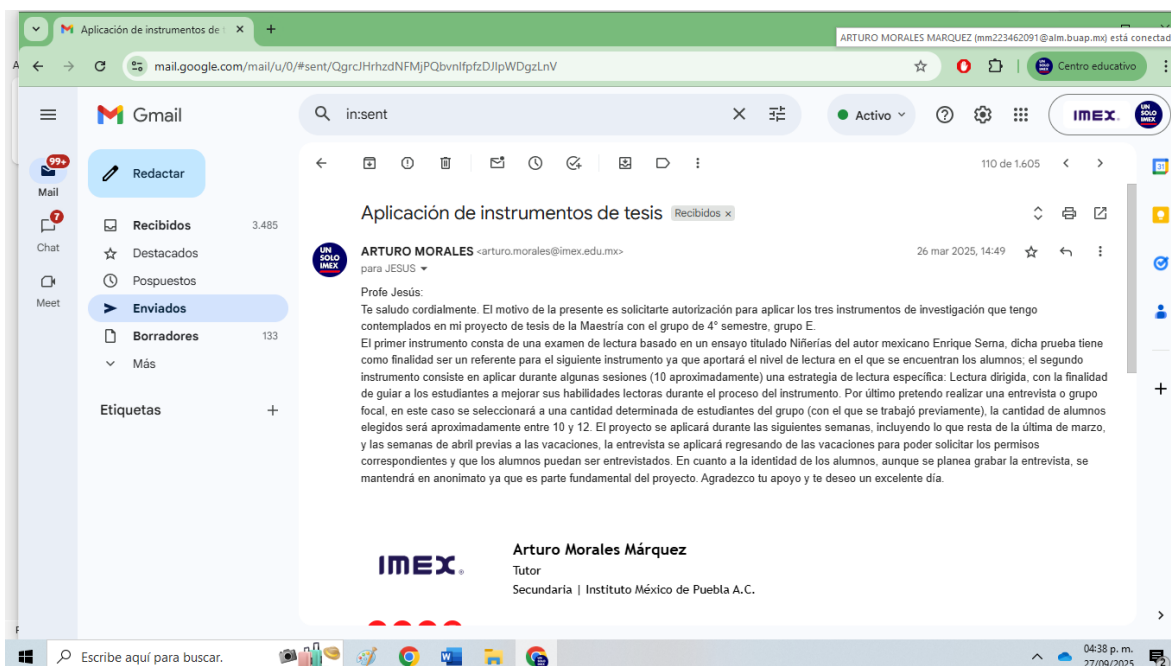 Aplicación de instrumentos de t
ARTURO MORALES MARQUEZ (mm223462091@alm.buap.mx) está conectad
mail.google.com/mail/u/0/#sent/QgrcJHrhzdNFMjPQbvnlfpfzDJlpWDgzLnV
Centro educativo
Gmail
in:sent
Activo
IMEX.
UN SOLO IMEX
99+
Mail
Redactar
110 de 1.605
7
Chat
Meet
Recibidos 3.485
Destacados
Pospuestos
Enviados
Borradores 133
Más
Etiquetas
Aplicación de instrumentos de tesis Recibidos x
UN SOLO IMEX
ARTURO MORALES <arturo.morales@imex.edu.mx> 26 mar 2025, 14:49
para JESUS
Profe Jesús:
Te saludo cordialmente. El motivo de la presente es solicitarte autorización para aplicar los tres instrumentos de investigación que tengo
contemplados en mi proyecto de tesis de la Maestría con el grupo de 4° semestre, grupo E.
El primer instrumento consta de una examen de lectura basado en un ensayo titulado Niñerías del autor mexicano Enrique Serna, dicha prueba tiene
como finalidad ser un referente para el siguiente instrumento ya que aportará el nivel de lectura en el que se encuentran los alumnos; el segundo
instrumento consiste en aplicar durante algunas sesiones (10 aproximadamente) una estrategia de lectura específica: Lectura dirigida, con la finalidad
de guiar a los estudiantes a mejorar sus habilidades lectoras durante el proceso del instrumento. Por último pretendo realizar una entrevista o grupo
focal, en este caso se seleccionará a una cantidad determinada de estudiantes del grupo (con el que se trabajó previamente), la cantidad de alumnos
elegidos será aproximadamente entre 10 y 12. El proyecto se aplicará durante las siguientes semanas, incluyendo lo que resta de la última de marzo,
y las semanas de abril previas a las vacaciones, la entrevista se aplicará regresando de las vacaciones para poder solicitar los permisos
correspondientes y que los alumnos puedan ser entrevistados. En cuanto a la identidad de los alumnos, aunque se planea grabar la entrevista, se
mantendrá en anonimato ya que es parte fundamental del proyecto. Agradezco tu apoyo y te deseo un excelente día.
IMEX.
Arturo Morales Márquez
Tutor
Secundaria | Instituto México de Puebla A.C.
Escribe aquí para buscar.
04:38 p. m.
27/09/2025